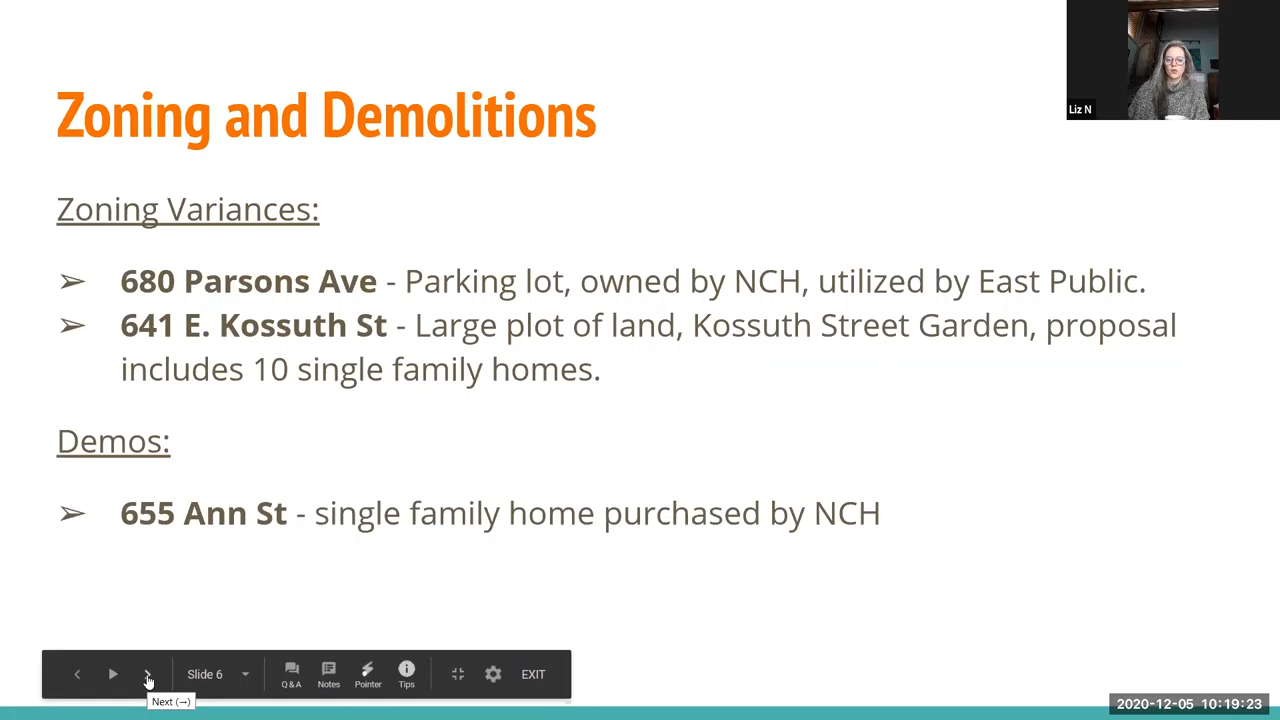 Zoning and Demolitions
Liz N
Zoning Variances:
➢ 680 Parsons Ave - Parking lot, owned by NCH, utilized by East Public.
➢ 641 E. Kossuth St - Large plot of land, Kossuth Street Garden, proposal
includes 10 single family homes.
Demos:
➢ 655 Ann St - single family home purchased by NCH
Slide 6
Q & A
Notes
Pointer
Tips
EXIT
Next (→)
2020-12-05 10:19:23